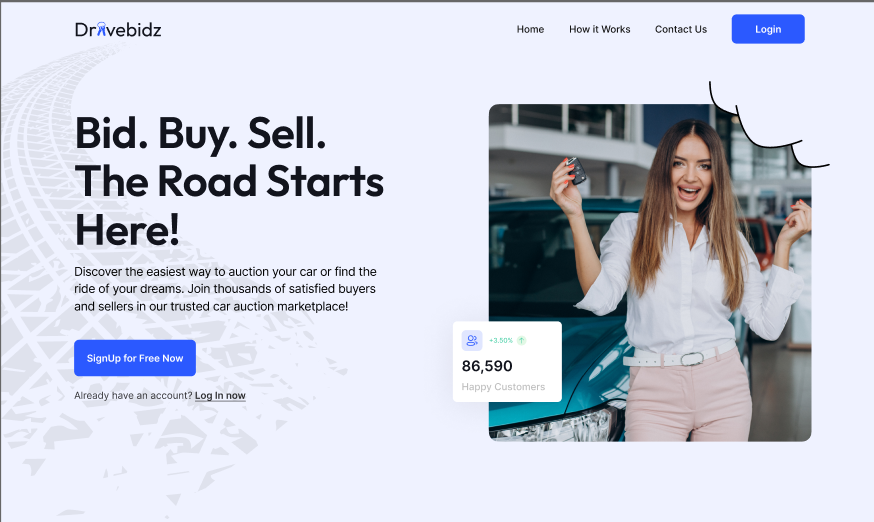 Drivebidz
Home
How it Works
Contact Us
Login
Bid. Buy. Sell.
The Road Starts
Here!
Discover the easiest way to auction your car or find the
ride of your dreams. Join thousands of satisfied buyers
and sellers in our trusted car auction marketplace!
SignUp for Free Now
Already have an account? Log In now
+3,50%
86,590
Happy Customers